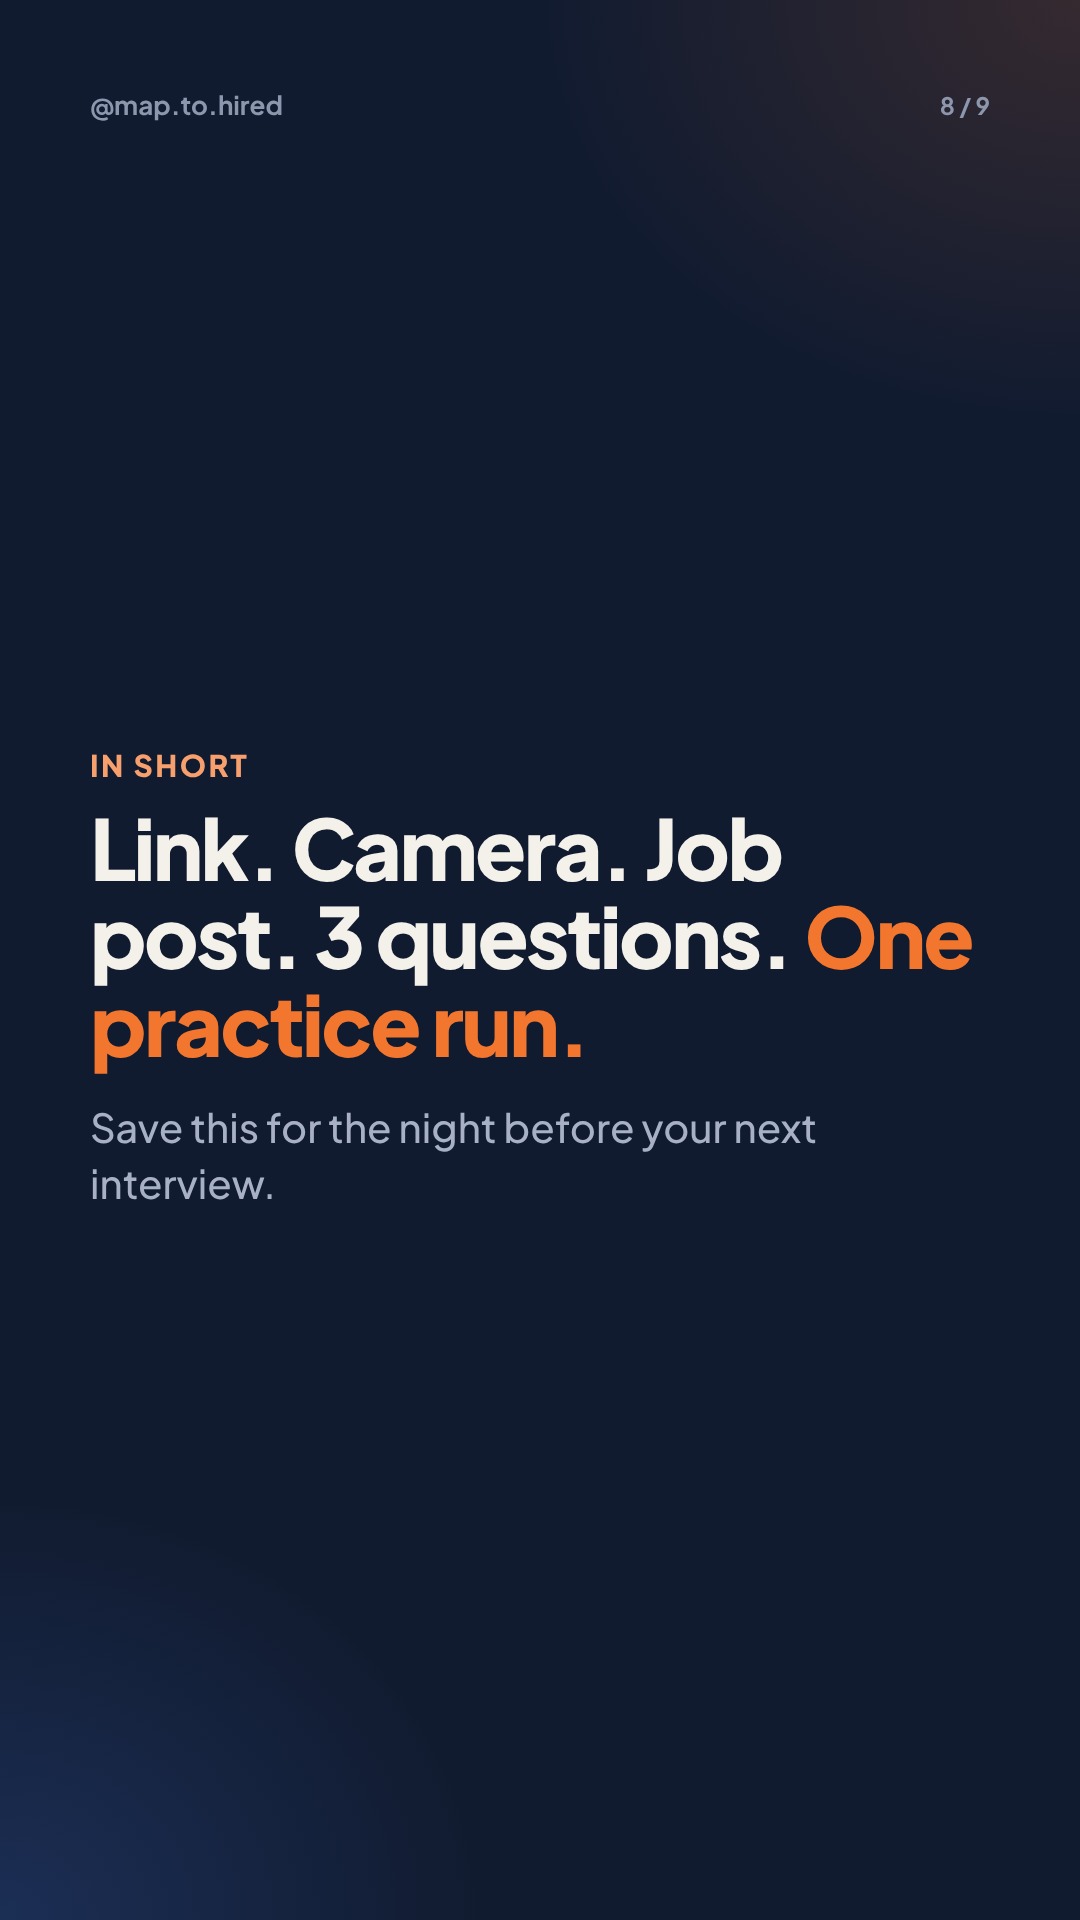 @map.to.hired
8 / 9
IN SHORT
Link. Camera. Job
post. 3 questions. One
practice run.
Save this for the night before your next
interview.